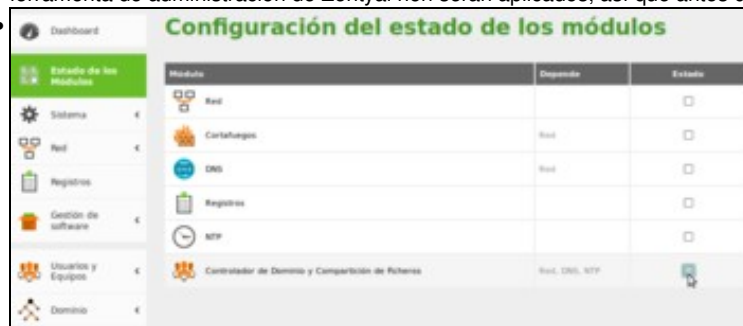 ferramenta de administración de Zentyal non serán aplicados, así que antes
Dashboard
Configuración del estado de los módulos
Estado de los Módulos
Módulo Depende Estado
Red
Sistema
Cortafuegos Red
Red
DNS Red
Registros
Registros
Gestión de software
NTP
Usuarios y Equipos
Controlador de Dominio y Compartición de ficheros Red, DNS, NTP
Dominio